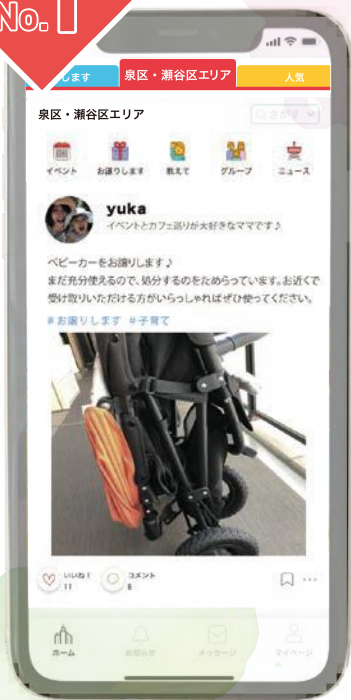 No.1
します
泉区・瀬谷区エリア
人気
泉区・瀬谷区エリア
さがす
イベント
お譲りします
教えて
グループ
ニュース
yuka
イベントとカフェ巡りが大好きなママです♪
ベビーカーをお譲りします♪
まだ充分使えるので、処分するのをためらっています。お近くで
受け取りいただける方がいらっしゃればぜひ使ってください。
#お譲りします #子育て
いいね!
11
コメント
6
ホーム
お知らせ
メッセージ
マイページ